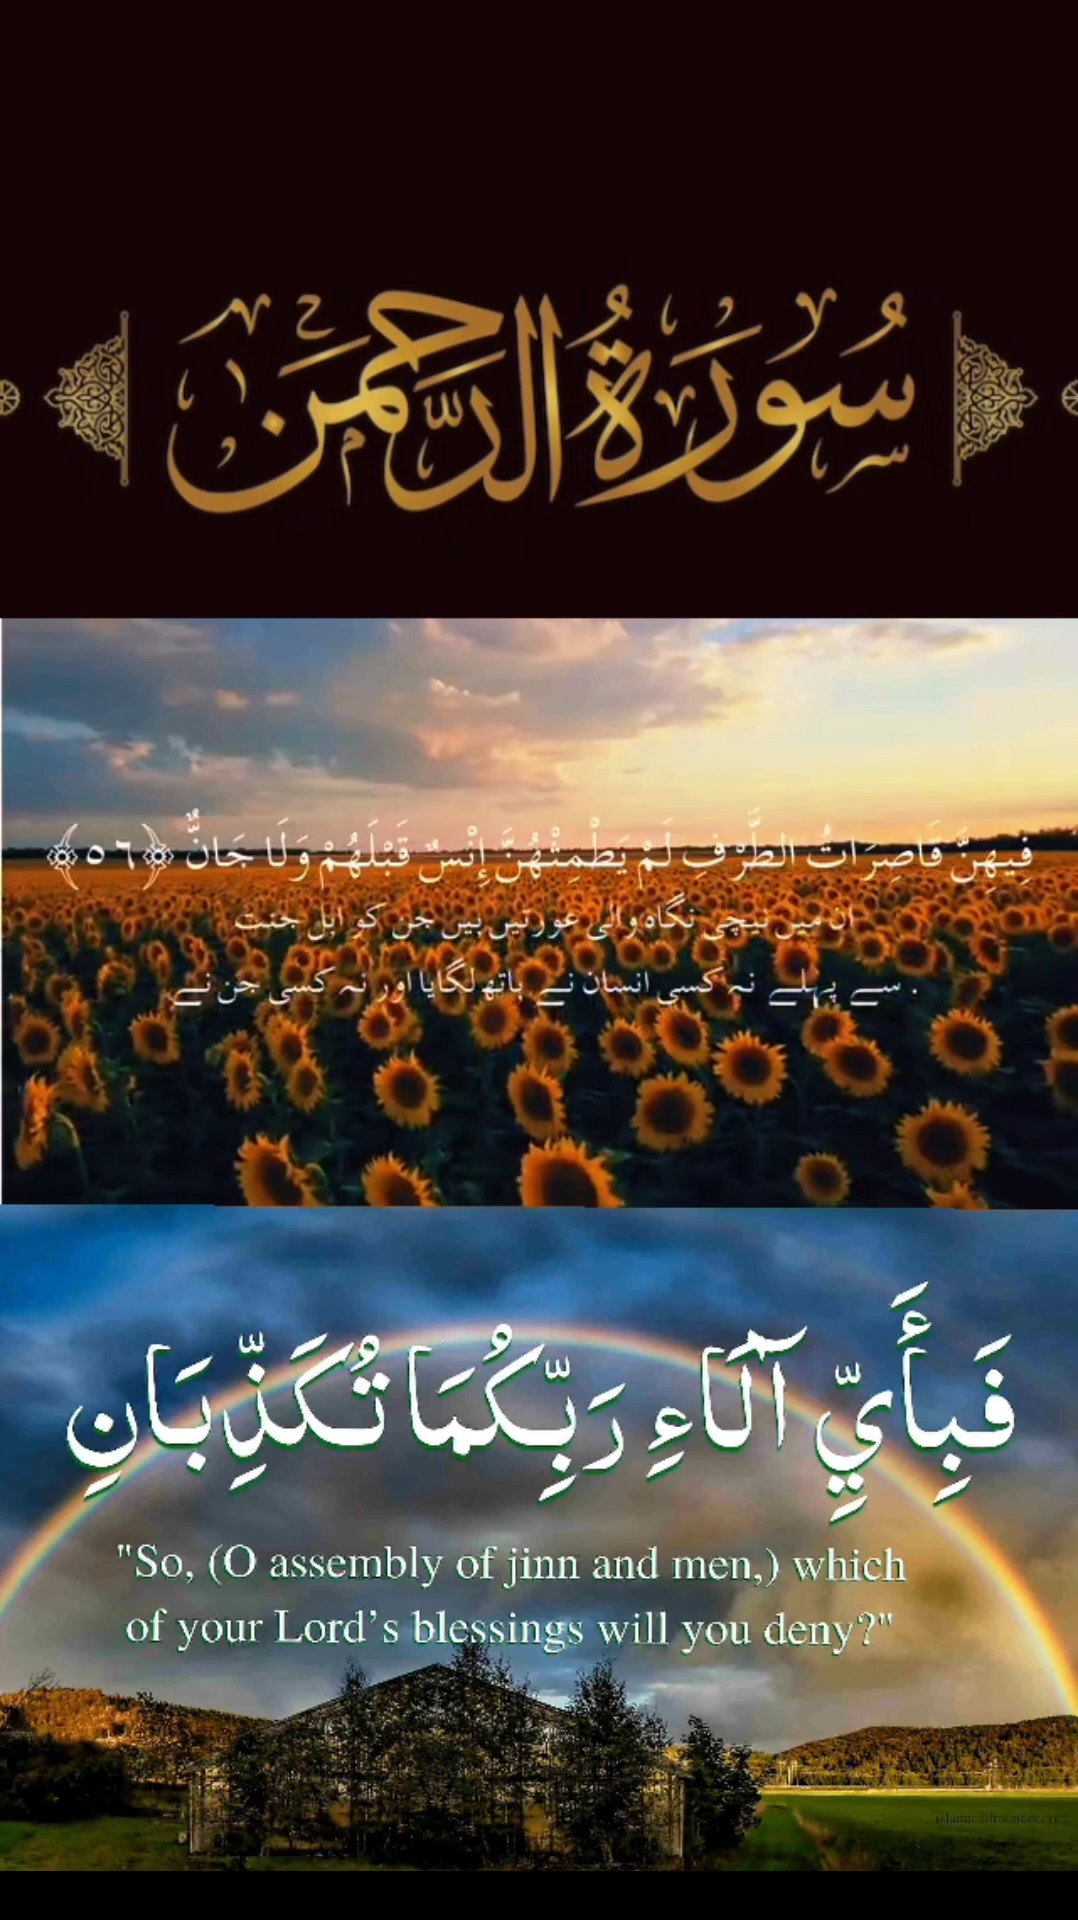 سُورَةُ الرَّحْمٰن
فِيهِنَّ قَاصِرَاتُ الطَّرْفِ لَمْ يَطْمِثْهُنَّ إِنْسٌ قَبْلَهُمْ وَلَا جَانٌّ ﴿٥٦﴾
ان میں نیچی نگاہ والی عورتیں ہیں جن کو اہل جنت
سے پہلے نہ کسی انسان نے ہاتھ لگایا اور نہ کسی جن نے .
فَبِأَيِّ آلَاءِ رَبِّكُمَا تُكَذِّبَانِ
"So, (O assembly of jinn and men,) which
of your Lord’s blessings will you deny?"